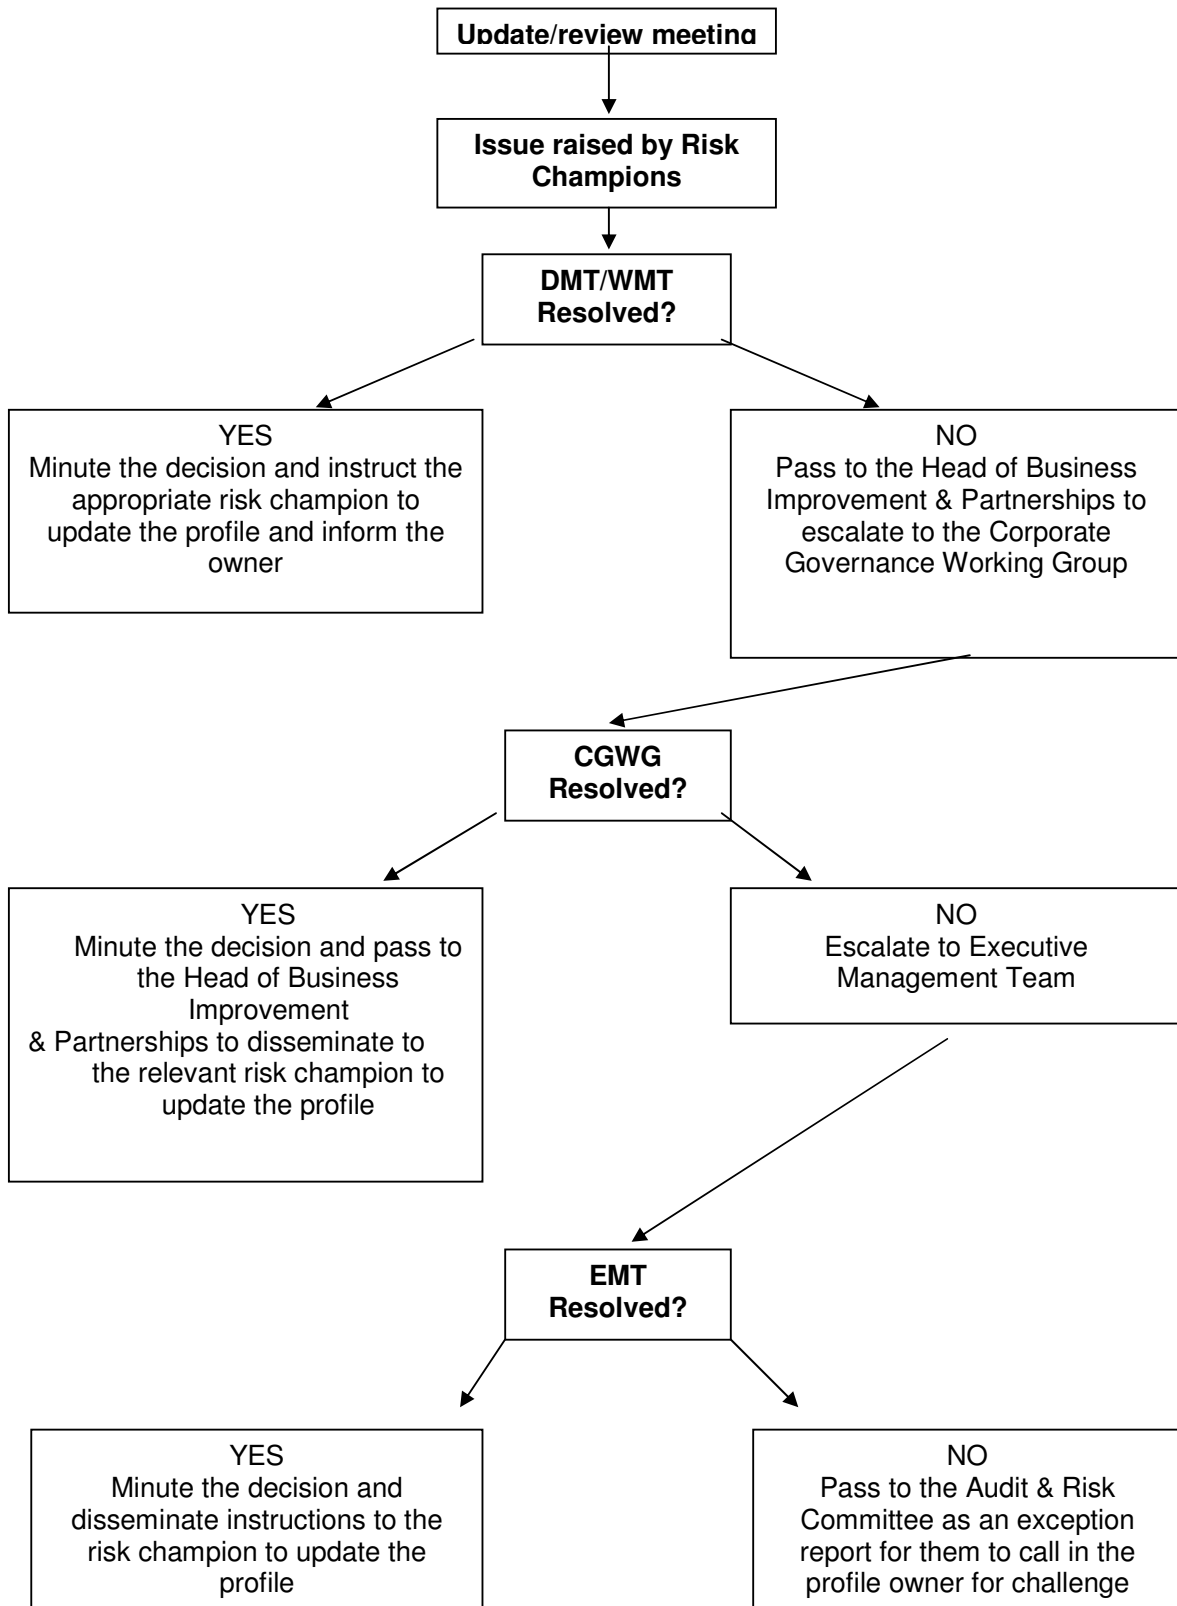 Update/review meeting
Issue raised by Risk
Champions
DMT/WMT
Resolved?
YES
Minute the decision and instruct the
appropriate risk champion to
update the profile and inform the
owner
NO
Pass to the Head of Business
Improvement & Partnerships to
escalate to the Corporate
Governance Working Group
CGWG
Resolved?
YES
Minute the decision and pass to
the Head of Business
Improvement
& Partnerships to disseminate to
the relevant risk champion to
update the profile
NO
Escalate to Executive
Management Team
EMT
Resolved?
YES
Minute the decision and
disseminate instructions to the
risk champion to update the
profile
NO
Pass to the Audit & Risk
Committee as an exception
report for them to call in the
profile owner for challenge